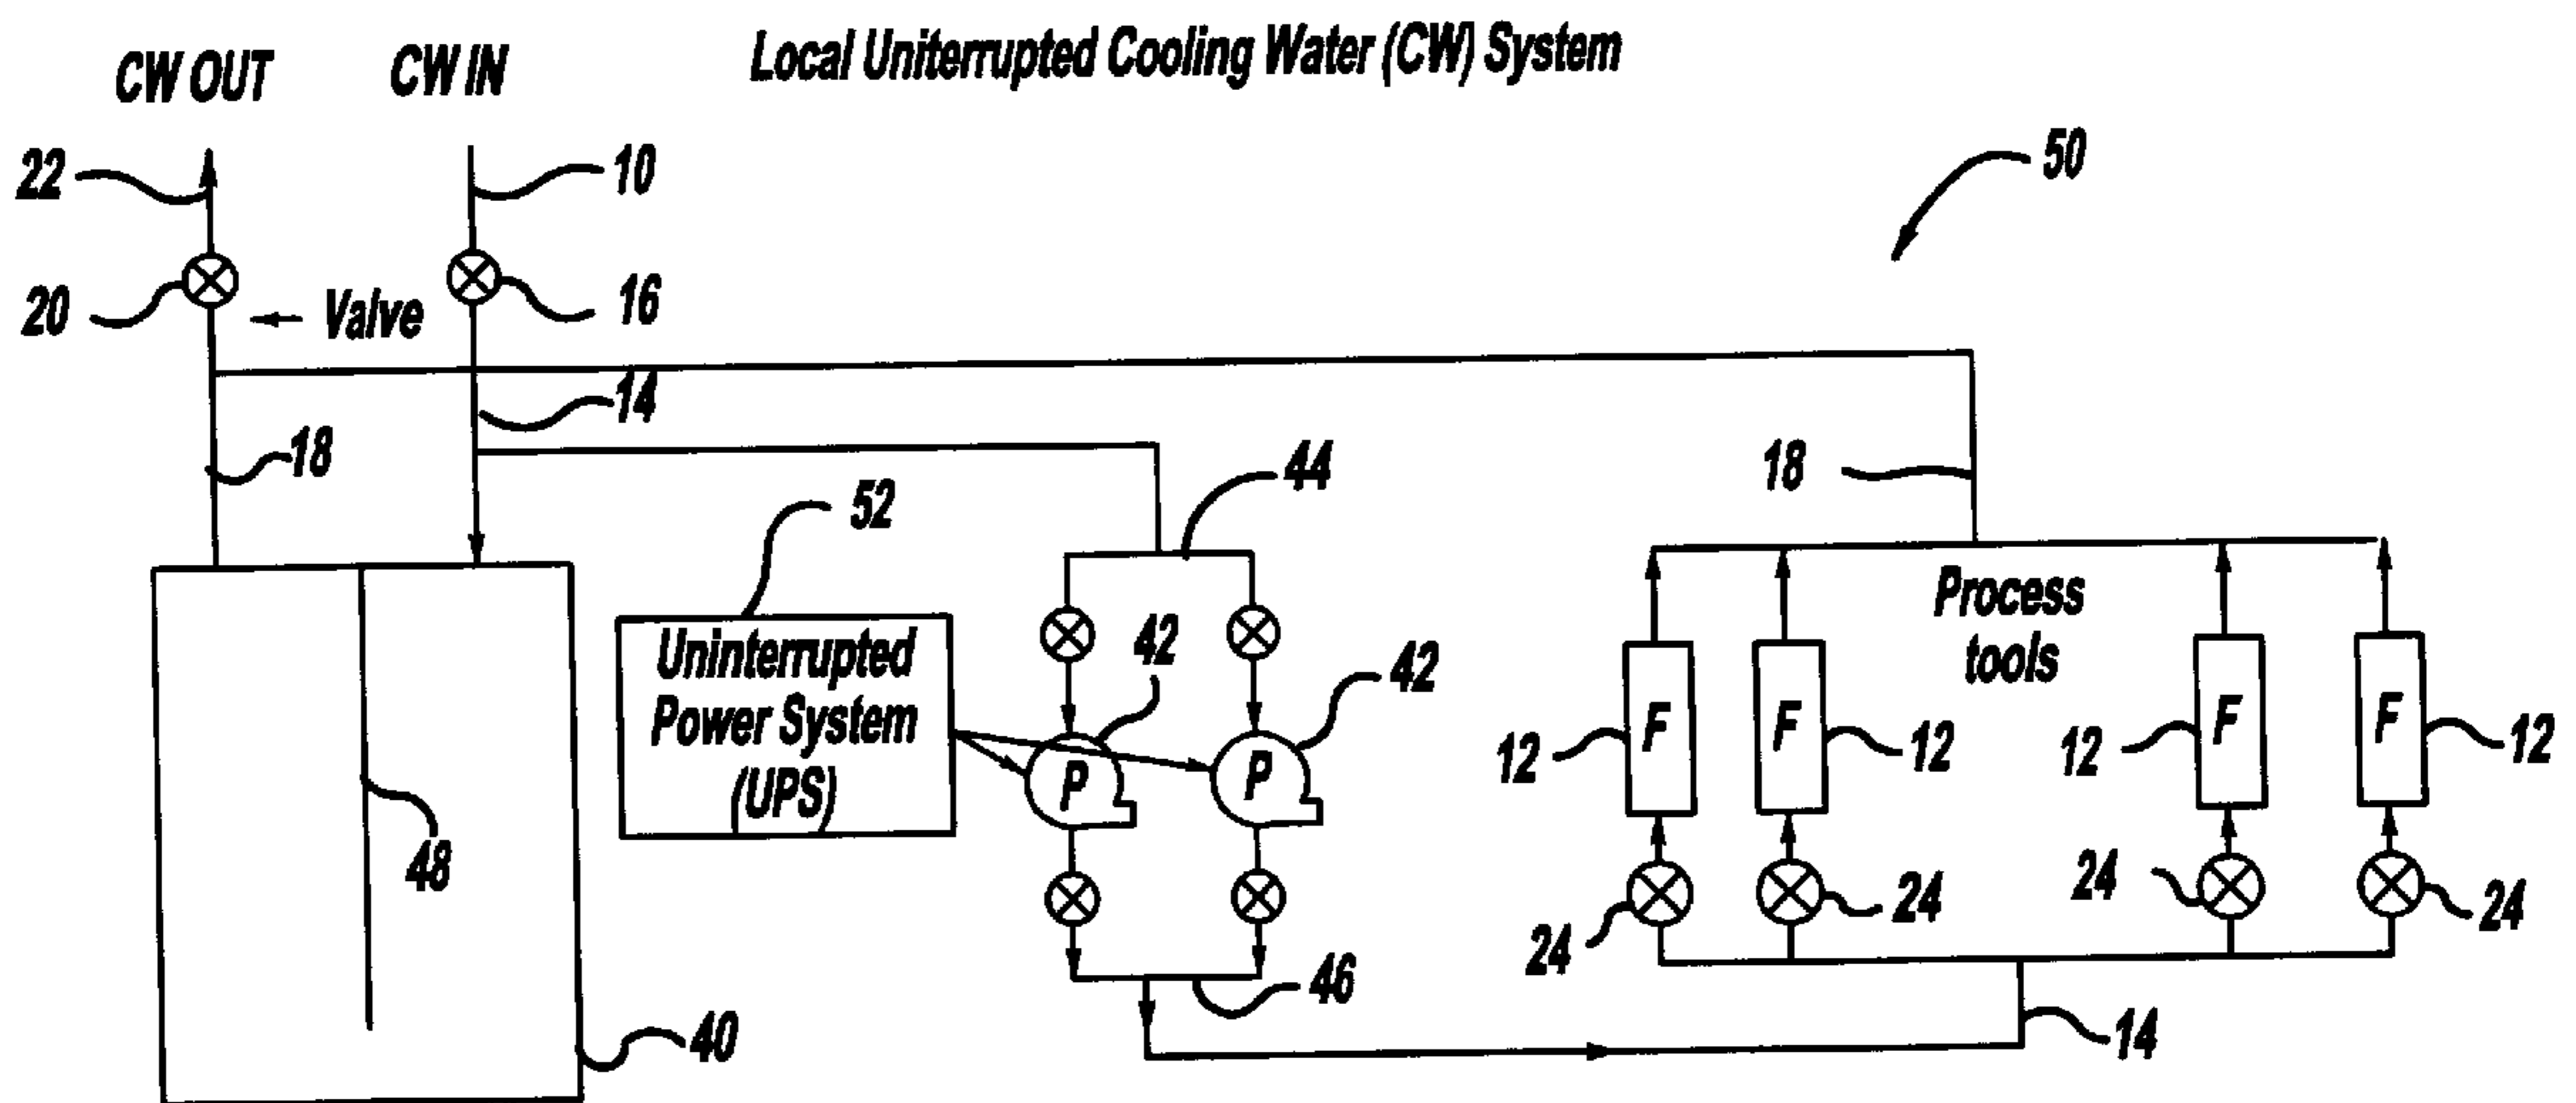 Local Uniterrupted Cooling Water (CW) System
CW OUT
CW IN
22
10
50
20
Valve
16
14
18
44
18
52
Uninterrupted
Power System
(UPS)
42
42
Process
tools
12
F
F
12
12
F
F
12
48
24
24
24
24
46
40
14
P
P